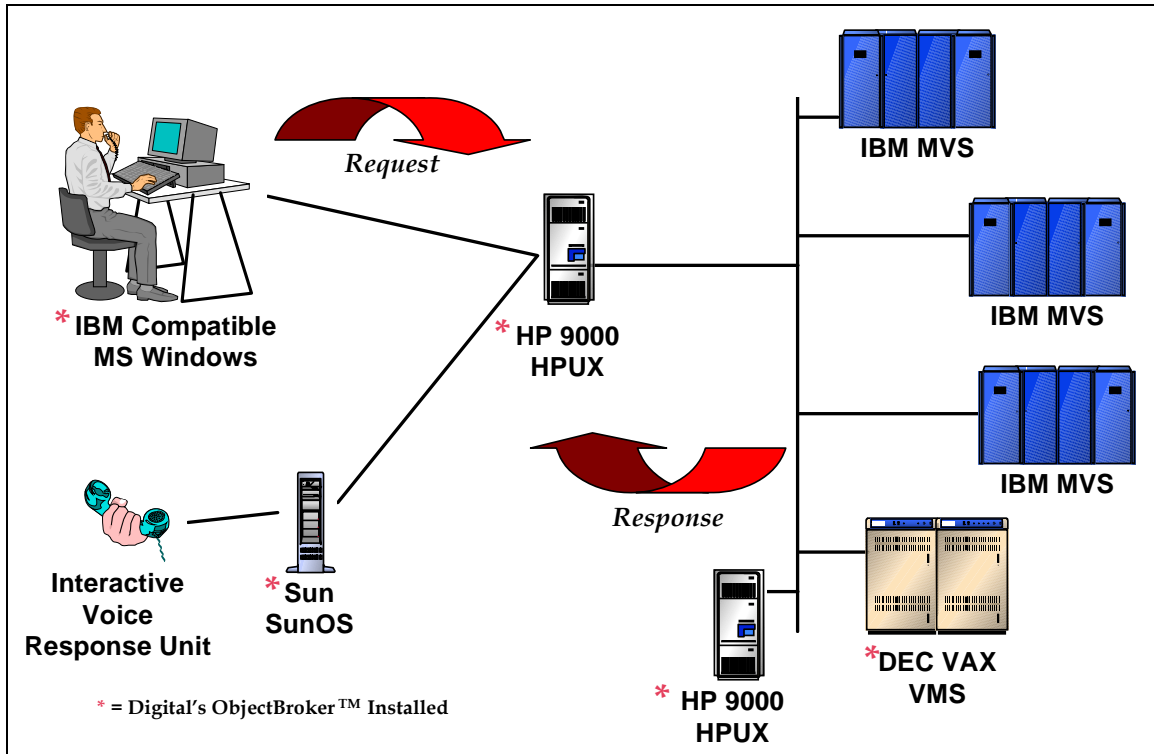 Request
IBM MVS
IBM MVS
* IBM Compatible
MS Windows
* HP 9000
HPUX
IBM MVS
Response
Interactive
Voice
Response Unit
* Sun
SunOS
* DEC VAX
VMS
* HP 9000
HPUX
* = Digital's ObjectBroker™ Installed